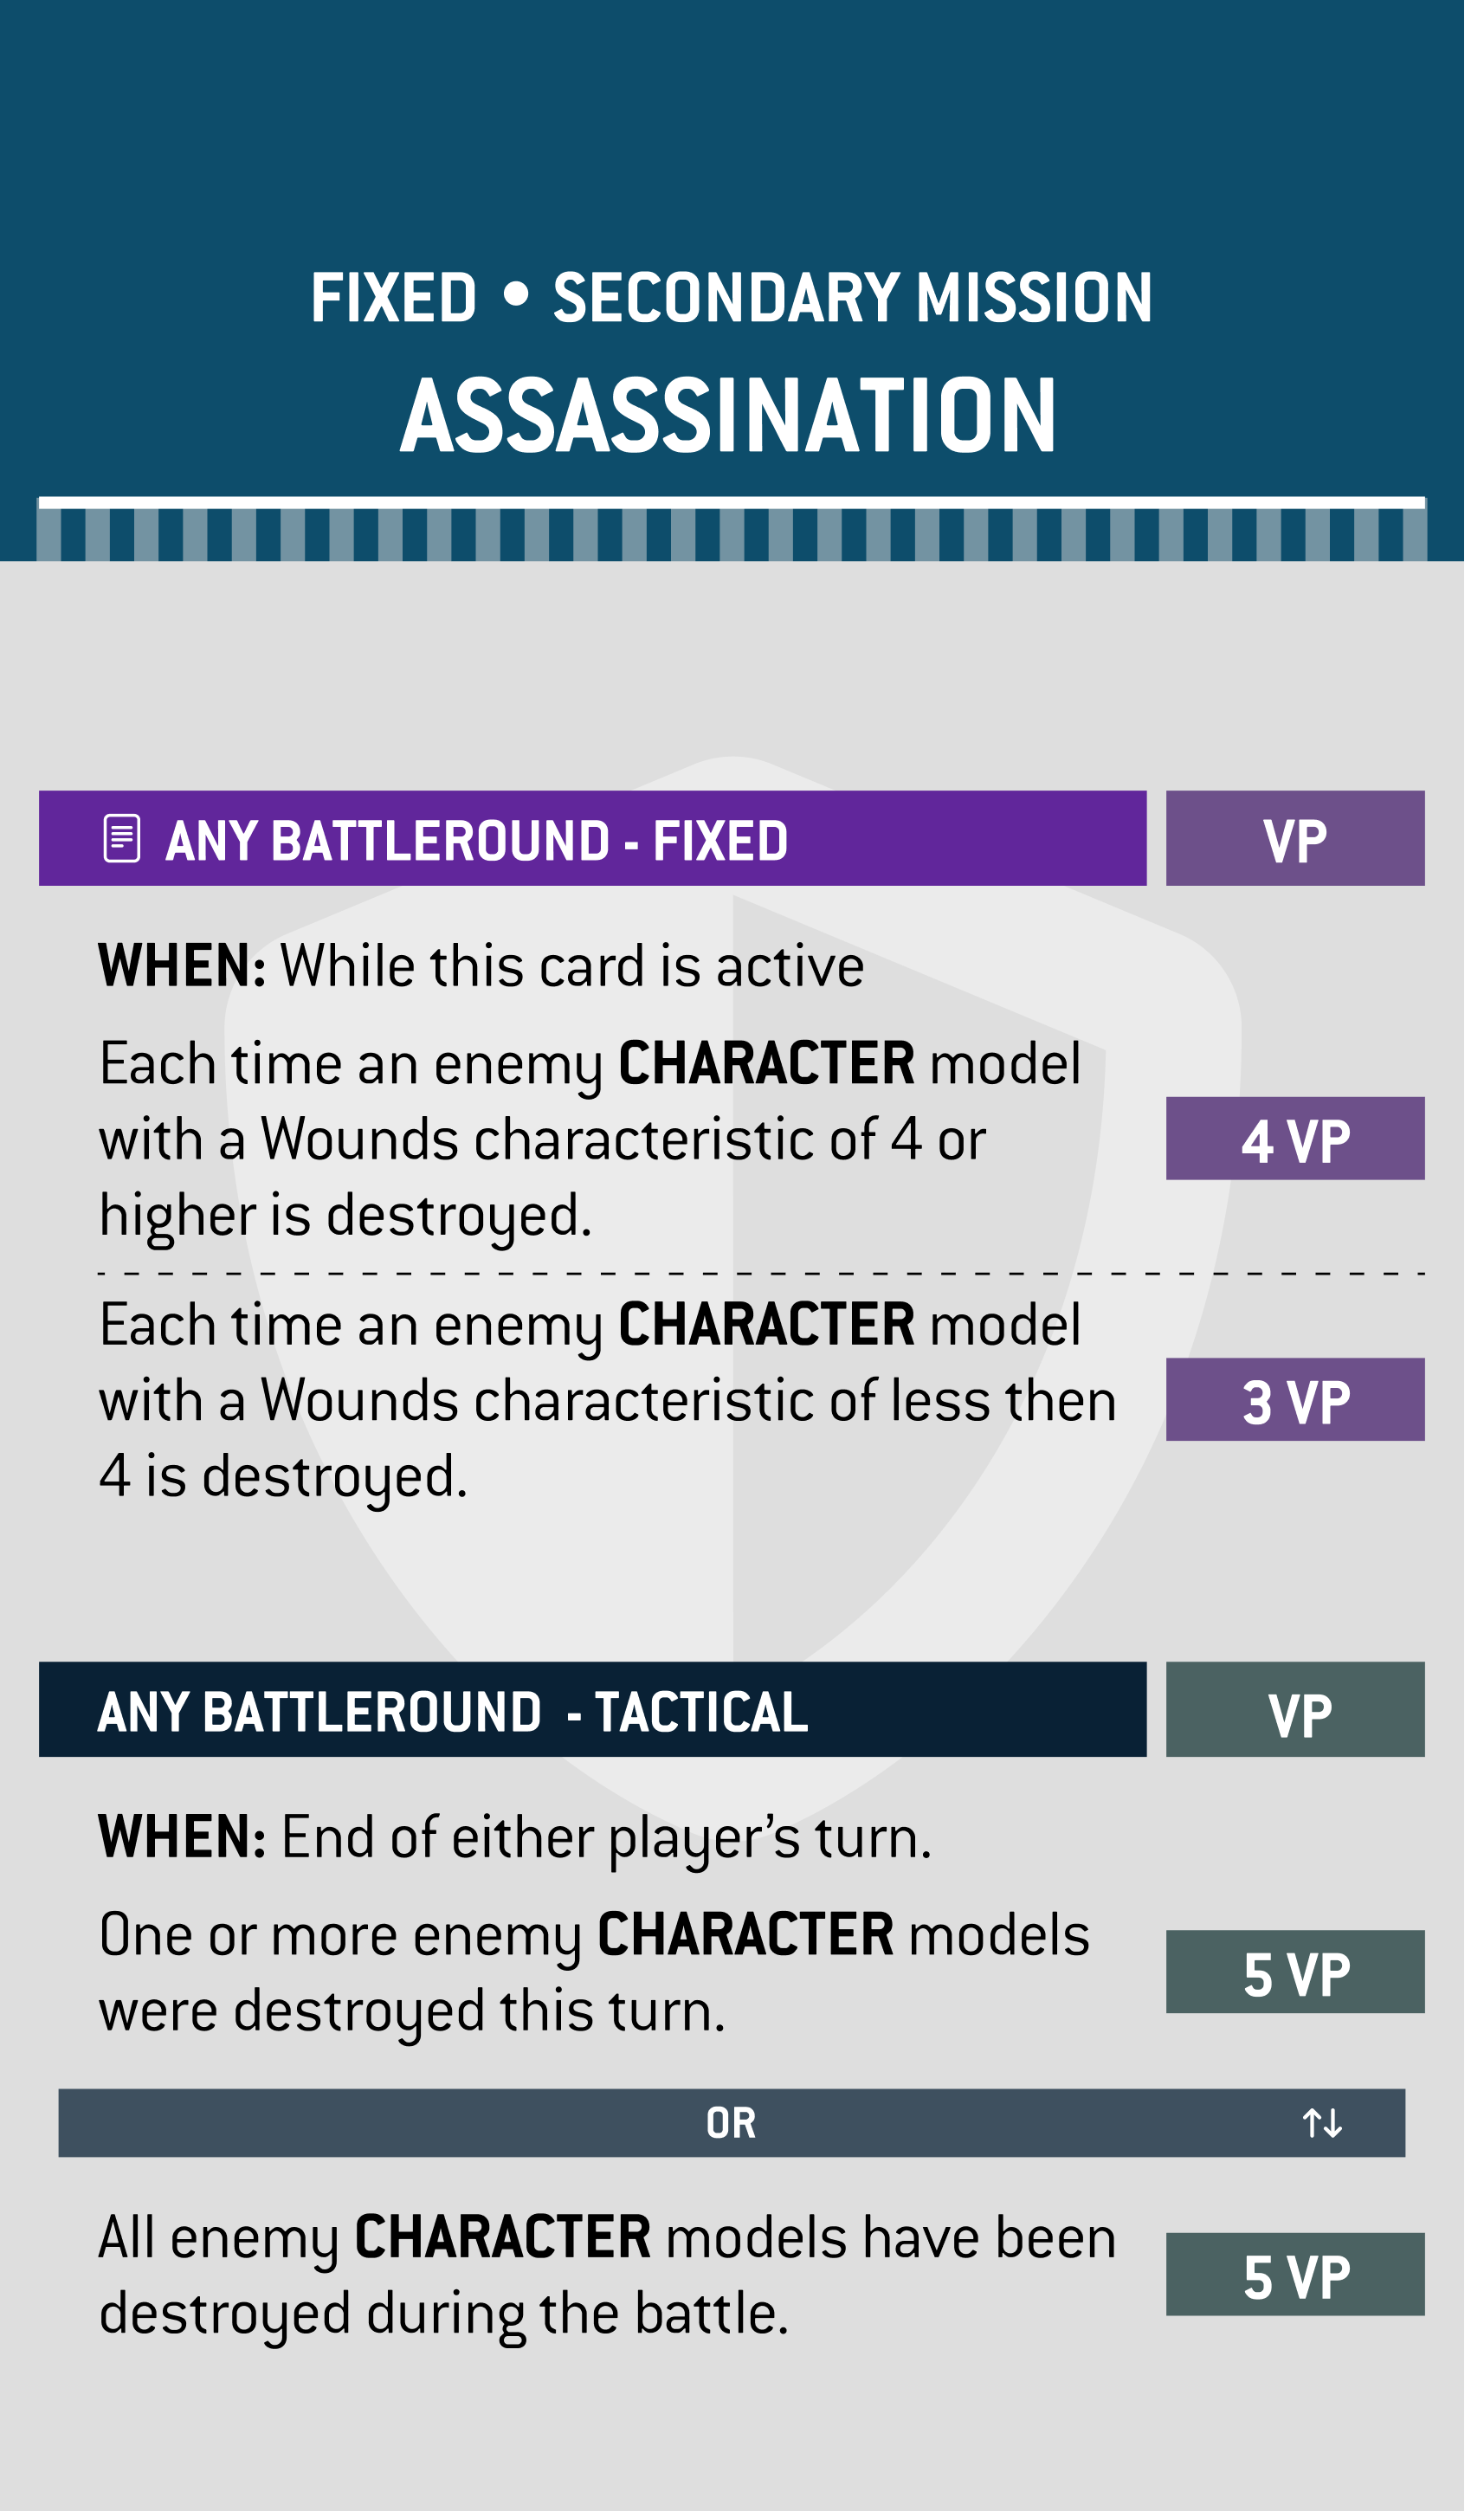 FIXED • SECONDARY MISSION
ASSASSINATION
ANY BATTLEROUND - FIXED
VP
WHEN: While this card is active
Each time an enemy CHARACTER model
with a Wounds characteristic of 4 or
higher is destroyed.
4 VP
Each time an enemy CHARACTER model
with a Wounds characteristic of less then
4 is destroyed.
3 VP
ANY BATTLEROUND - TACTICAL
VP
WHEN: End of either player’s turn.
One or more enemy CHARACTER models
were destroyed this turn.
5 VP
OR
All enemy CHARACTER models have been
destroyed during the battle.
5 VP